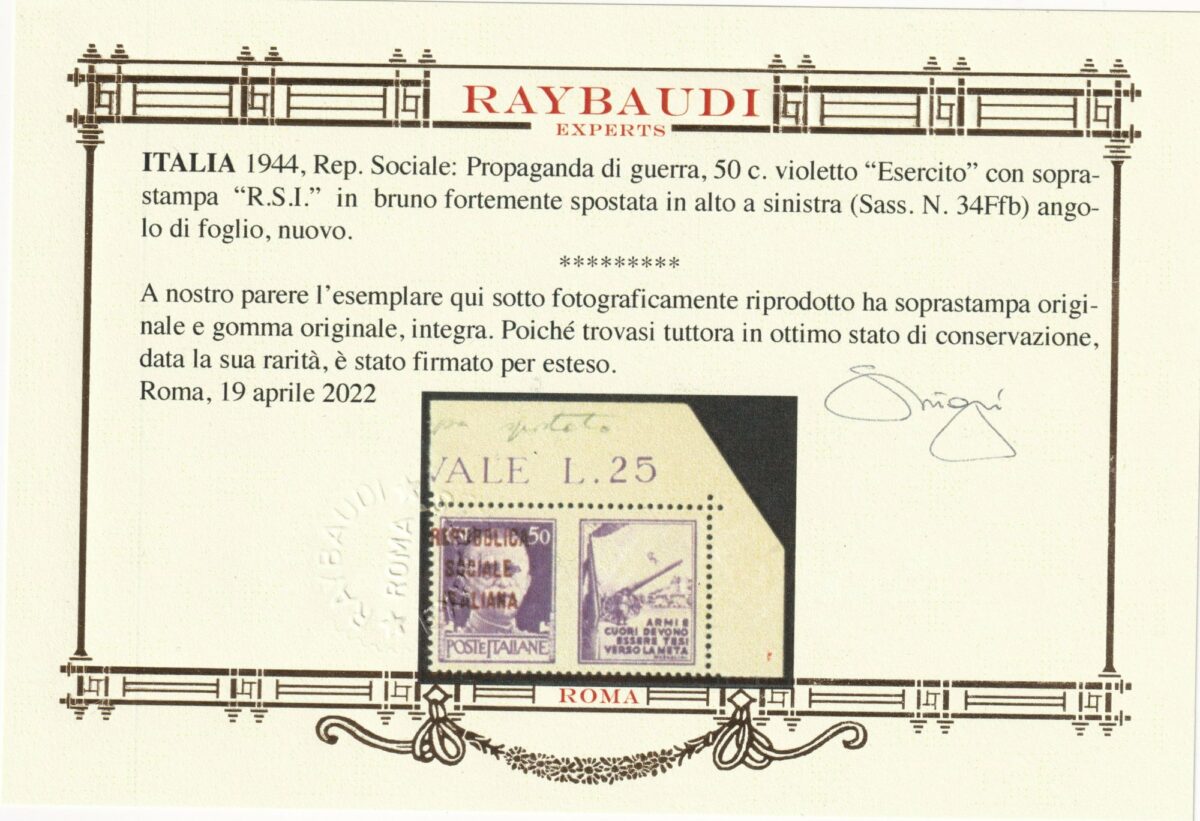 RAYBAUDI
EXPERTS
ITALIA 1944, Rep. Sociale: Propaganda di guerra, 50 c. violetto “Esercito” con sopra-
stampa “R.S.I.” in bruno fortemente spostata in alto a sinistra (Sass. N. 34Ffb) ango-
lo di foglio, nuovo.
*********
A nostro parere l’esemplare qui sotto fotograficamente riprodotto ha soprastampa origi-
nale e gomma originale, integra. Poiché trovasi tuttora in ottimo stato di conservazione,
data la sua rarità, è stato firmato per esteso.
Roma, 19 aprile 2022
spostata
VALE L.25
50
REPUBBLICA
SOCIALE
ITALIANA
POSTE ITALIANE
ARMI E
CUORI DEVONO
ESSERE TESI
VERSO LA META
RAYBAUDI
ROMA
ROMA